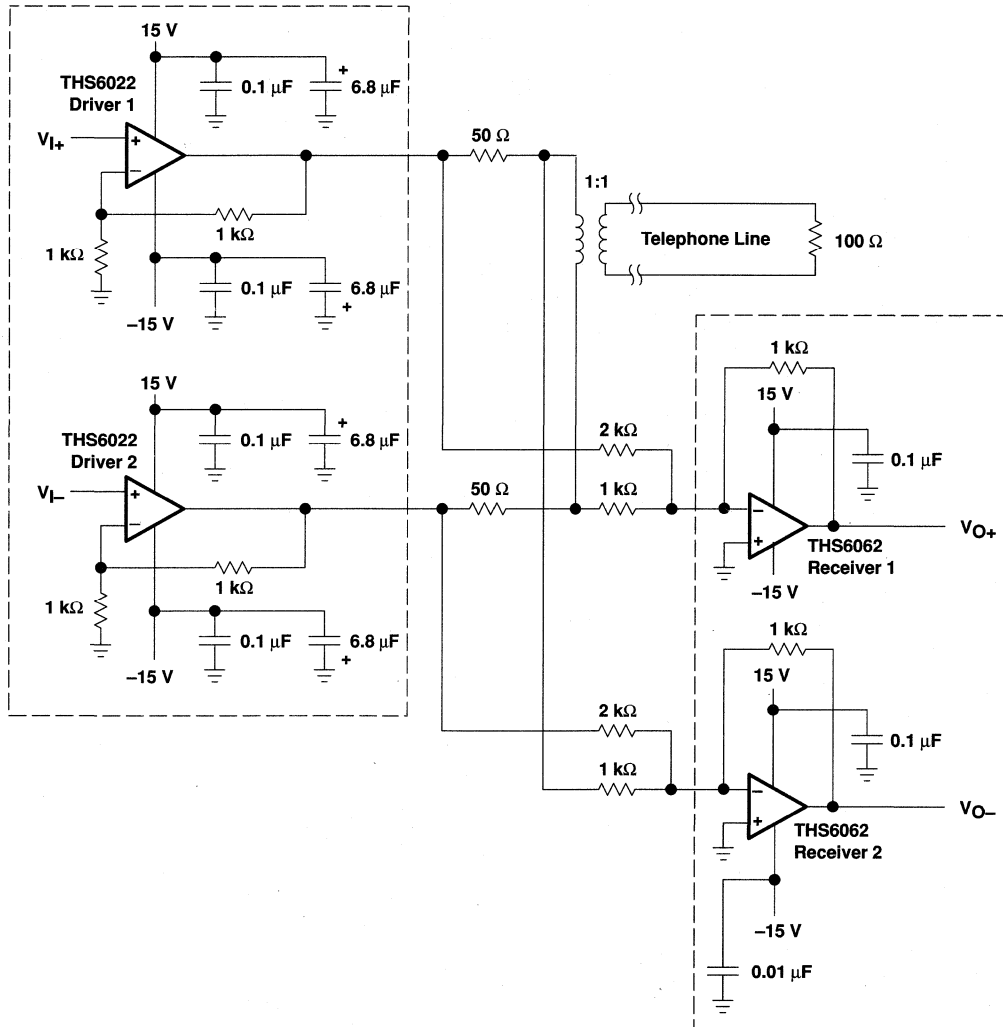 15 V
THS6022
Driver 1
0.1 μF
6.8 μF
+
VI+
+
−
50 Ω
1:1
1 kΩ
1 kΩ
Telephone Line
100 Ω
0.1 μF
6.8 μF
+
−15 V
15 V
THS6022
Driver 2
0.1 μF
6.8 μF
+
VI−
+
−
50 Ω
2 kΩ
1 kΩ
1 kΩ
15 V
0.1 μF
−
+
VO+
THS6062
Receiver 1
−15 V
1 kΩ
1 kΩ
0.1 μF
6.8 μF
+
−15 V
1 kΩ
15 V
2 kΩ
0.1 μF
1 kΩ
−
+
VO−
THS6062
Receiver 2
−15 V
0.01 μF